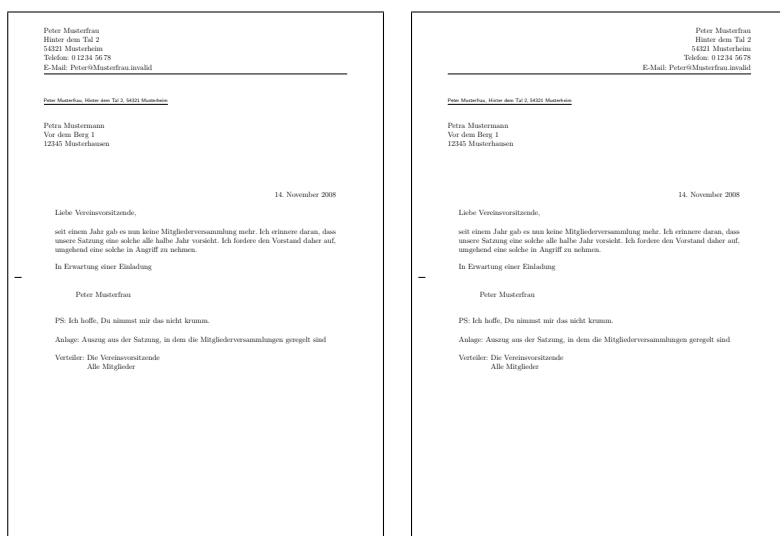 Peter Musterfrau
Hinter dem Tal 2
54321 Musterheim
Telefon: 0 12 34 56 78
E-Mail: Peter@Musterfrau.invalid
Peter Musterfrau, Hinter dem Tal 2, 54321 Musterheim
Petra Mustermann
Vor dem Berg 1
12345 Musterhausen
14. November 2008
Liebe Vereinsvorsitzende,
seit einem Jahr gab es nun keine Mitgliederversammlung mehr. Ich erinnere daran, dass
unsere Satzung eine solche alle halbe Jahr vorsieht. Ich fordere den Vorstand daher auf,
umgehend eine solche in Angriff zu nehmen.
In Erwartung einer Einladung
Peter Musterfrau
PS: Ich hoffe, Du nimmst mir das nicht krumm.
Anlage: Auszug aus der Satzung, in dem die Mitgliederversammlungen geregelt sind
Verteiler: Die Vereinsvorsitzende
Alle Mitglieder
Peter Musterfrau
Hinter dem Tal 2
54321 Musterheim
Telefon: 0 12 34 56 78
E-Mail: Peter@Musterfrau.invalid
Peter Musterfrau, Hinter dem Tal 2, 54321 Musterheim
Petra Mustermann
Vor dem Berg 1
12345 Musterhausen
14. November 2008
Liebe Vereinsvorsitzende,
seit einem Jahr gab es nun keine Mitgliederversammlung mehr. Ich erinnere daran, dass
unsere Satzung eine solche alle halbe Jahr vorsieht. Ich fordere den Vorstand daher auf,
umgehend eine solche in Angriff zu nehmen.
In Erwartung einer Einladung
Peter Musterfrau
PS: Ich hoffe, Du nimmst mir das nicht krumm.
Anlage: Auszug aus der Satzung, in dem die Mitgliederversammlungen geregelt sind
Verteiler: Die Vereinsvorsitzende
Alle Mitglieder